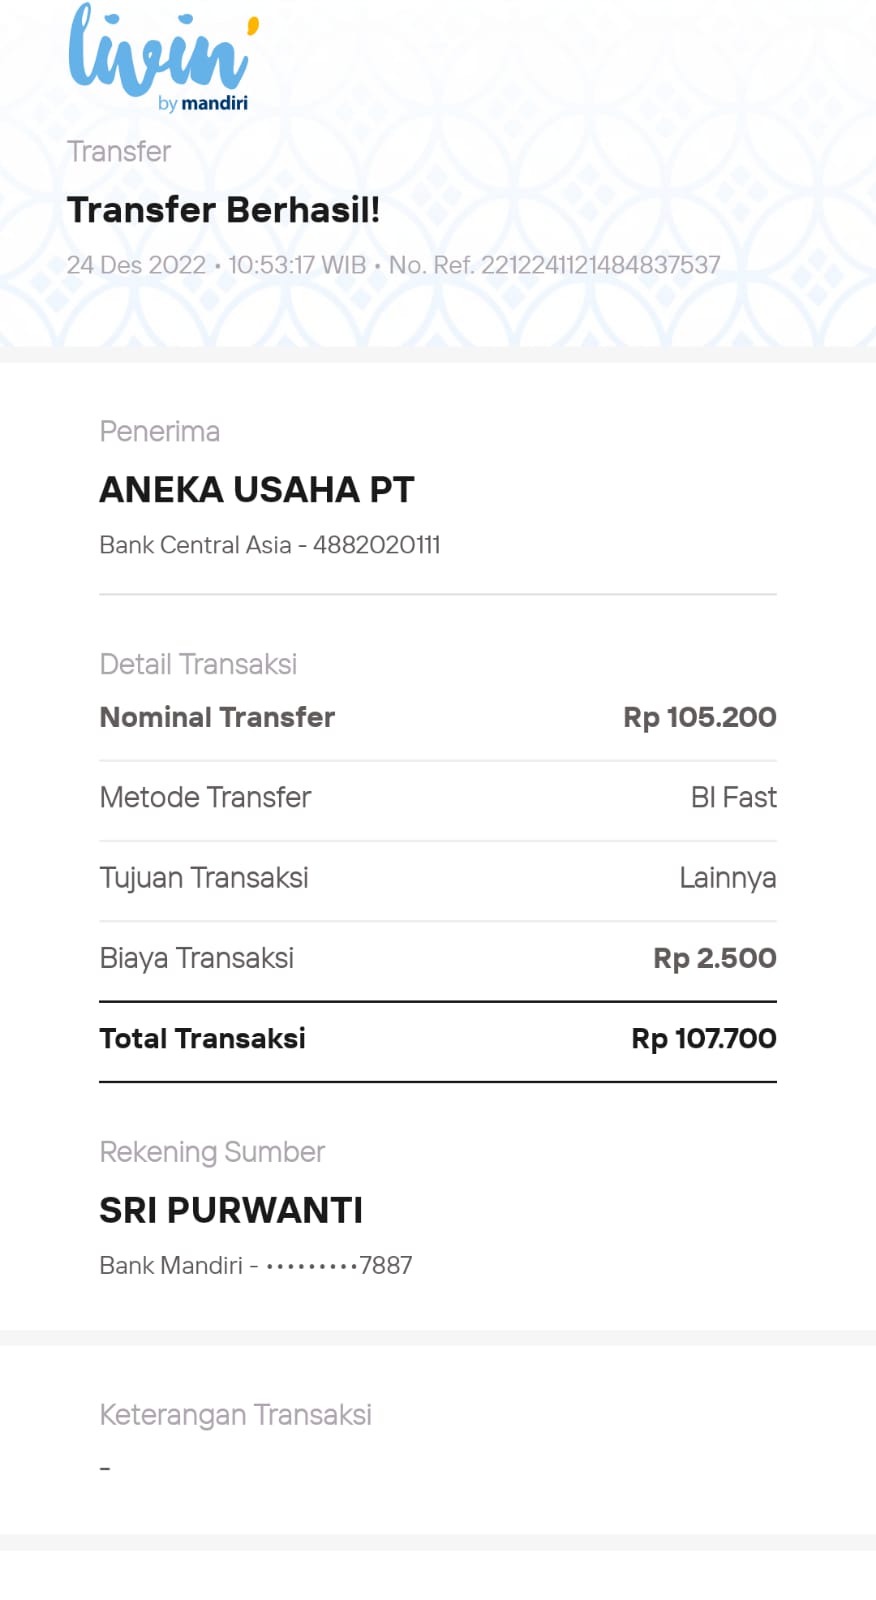 livin'
by mandiri
Transfer
Transfer Berhasil!
24 Des 2022 • 10:53:17 WIB • No. Ref. 2212241121484837537
Penerima
ANEKA USAHA PT
Bank Central Asia - 4882020111
Detail Transaksi
Nominal Transfer Rp 105.200
Metode Transfer BI Fast
Tujuan Transaksi Lainnya
Biaya Transaksi Rp 2.500
Total Transaksi Rp 107.700
Rekening Sumber
SRI PURWANTI
Bank Mandiri - •••••••••7887
Keterangan Transaksi
-